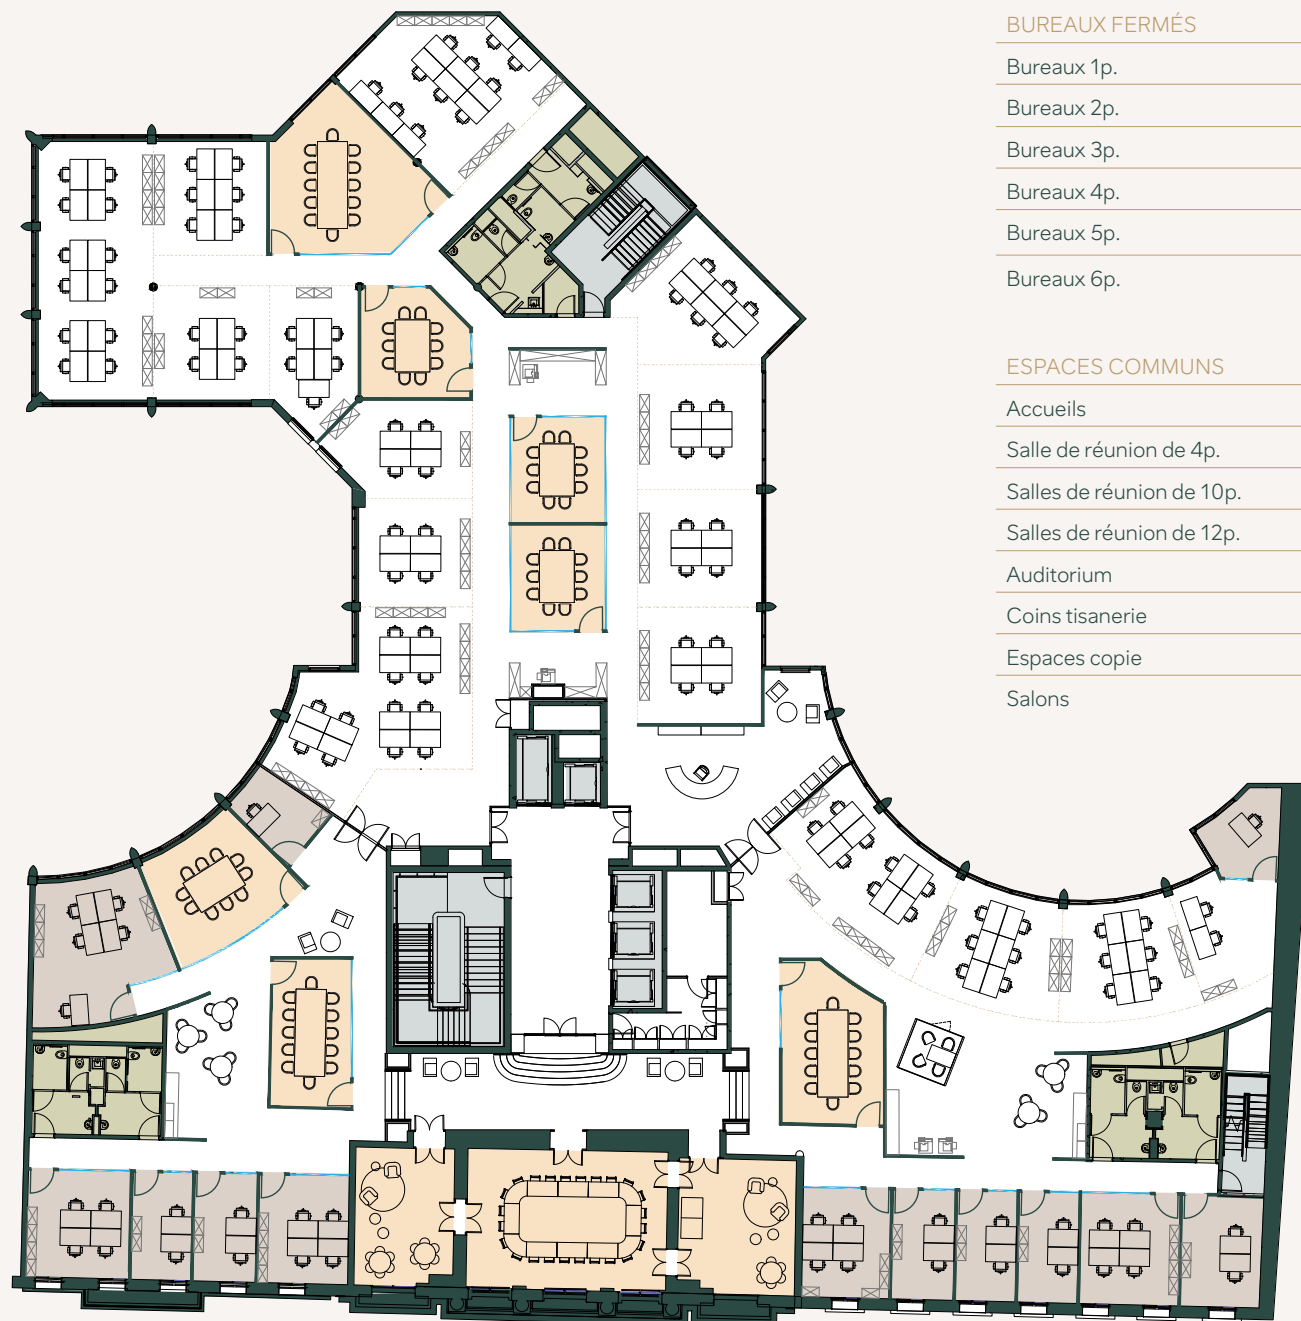 BUREAUX FERMÉS
Bureaux 1p.
Bureaux 2p.
Bureaux 3p.
Bureaux 4p.
Bureaux 5p.
Bureaux 6p.
ESPACES COMMUNS
Accueils
Salle de réunion de 4p.
Salles de réunion de 10p.
Salles de réunion de 12p.
Auditorium
Coins tisanerie
Espaces copie
Salons